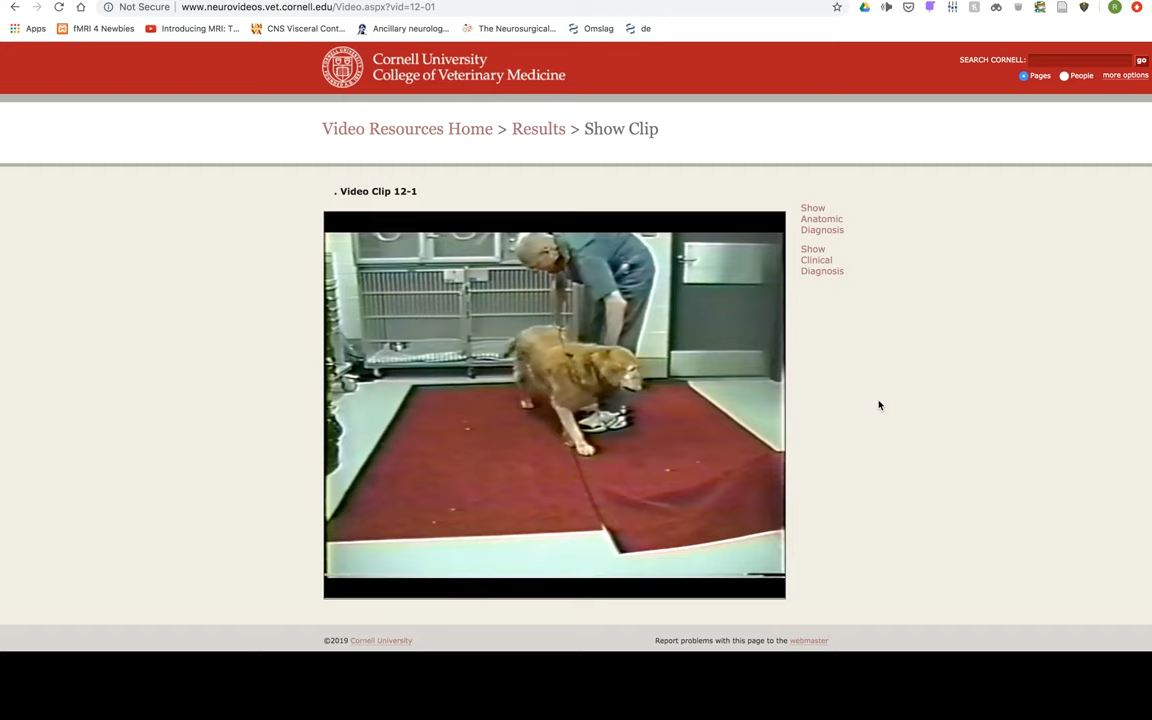 Not Secure
www.neurovideos.vet.cornell.edu/Video.aspx?vid=12-01
Apps
fMRI 4 Newbies
Introducing MRI: T...
CNS Visceral Cont...
Ancillary neurolog...
The Neurosurgical...
Omslag
de
Cornell University
College of Veterinary Medicine
SEARCH CORNELL:
go
Pages
People
more options
Video Resources Home > Results > Show Clip
. Video Clip 12-1
Show
Anatomic
Diagnosis
Show
Clinical
Diagnosis
©2019 Cornell University
Report problems with this page to the webmaster